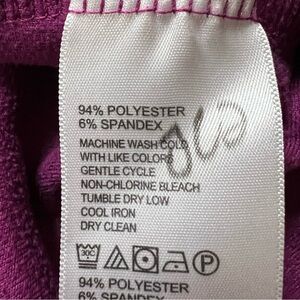 94% POLYESTER
6% SPANDEX
MACHINE WASH COLD
WITH LIKE COLORS
GENTLE CYCLE
NON-CHLORINE BLEACH
TUMBLE DRY LOW
COOL IRON
DRY CLEAN
30C P
94% POLYESTER
6% SPANDEX